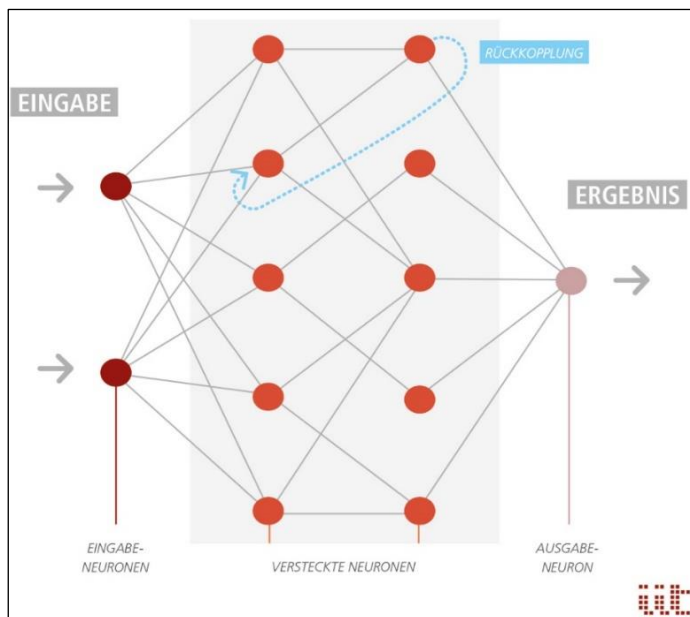 RÜCKKOPPLUNG
EINGABE
ERGEBNIS
EINGABE-
NEURONEN
VERSTECKTE NEURONEN
AUSGABE-
NEURON